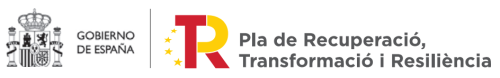 GOBIERNO
DE ESPAÑA
Pla de Recuperació,
Transformació i Resiliència